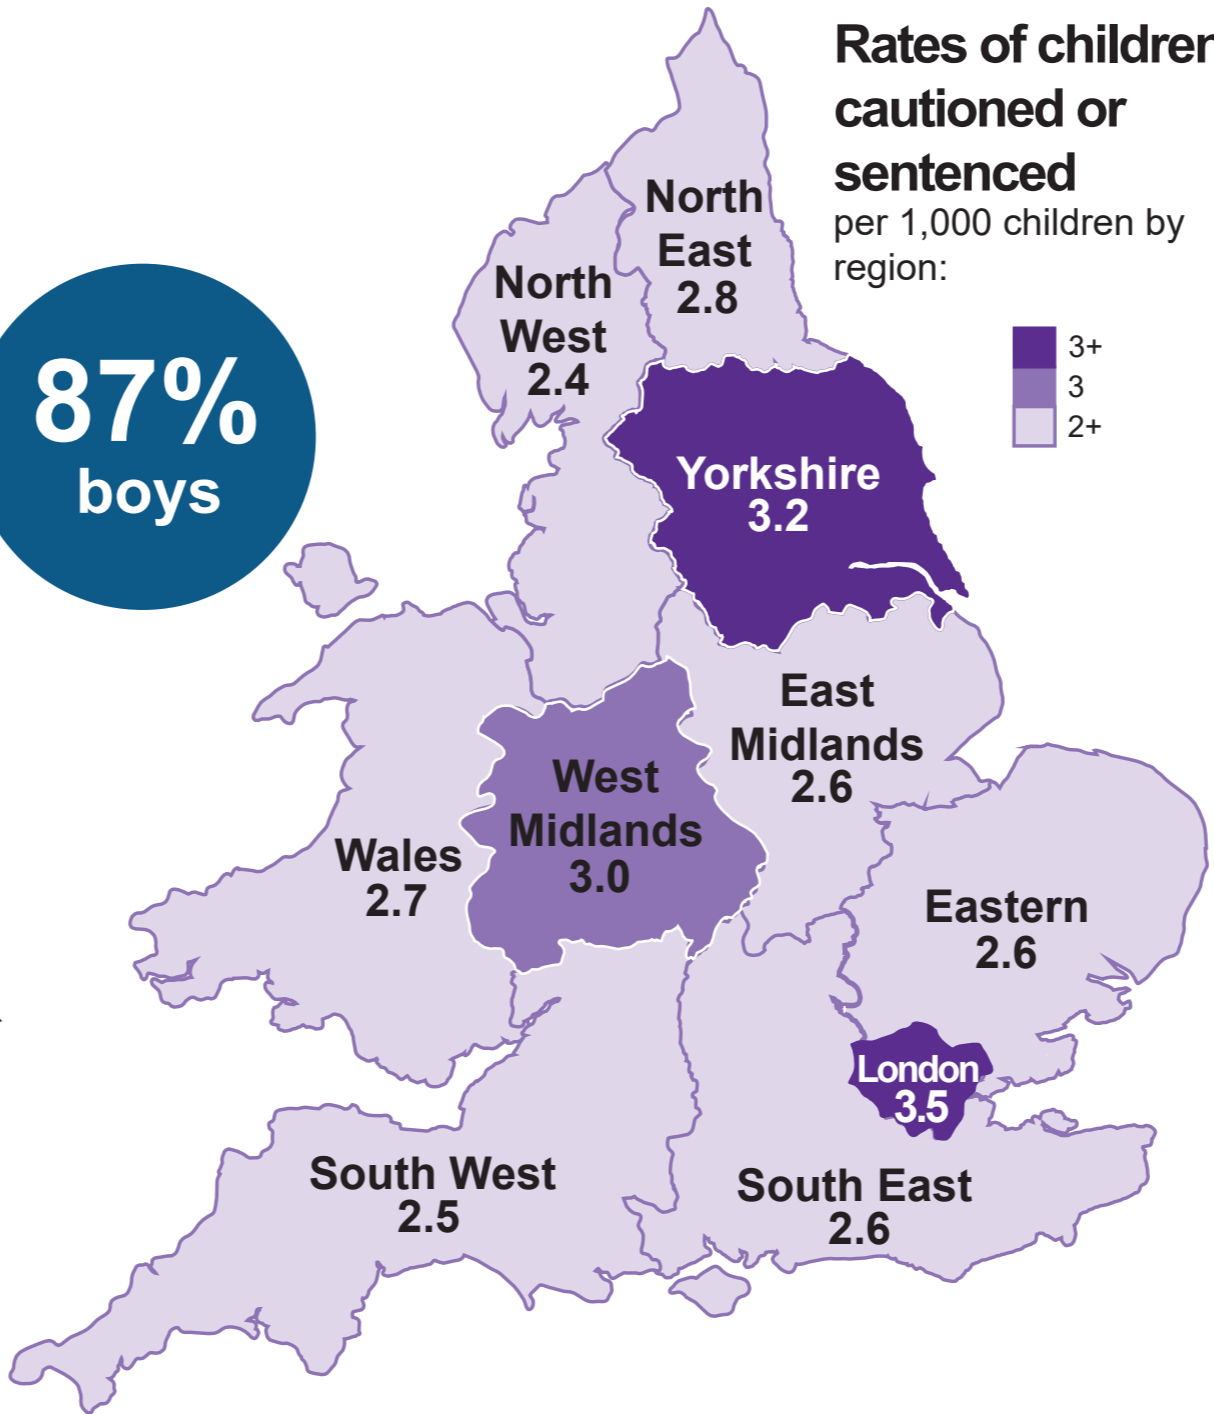 Rates of children
cautioned or
sentenced
per 1,000 children by
region:
3+
3
2+
87%
boys
North
East
2.8
North
West
2.4
Yorkshire
3.2
East
Midlands
2.6
West
Midlands
3.0
Wales
2.7
Eastern
2.6
London
3.5
South West
2.5
South East
2.6